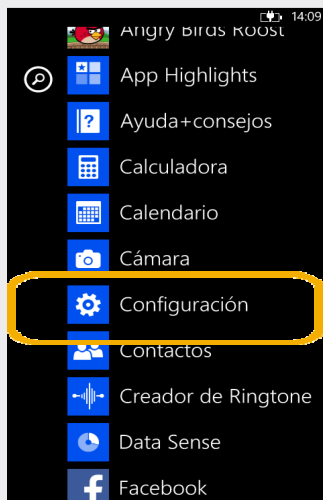 14:09
Angry Birds Roost
App Highlights
Ayuda+consejos
Calculadora
Calendario
Cámara
Configuración
Contactos
Creador de Ringtone
Data Sense
Facebook